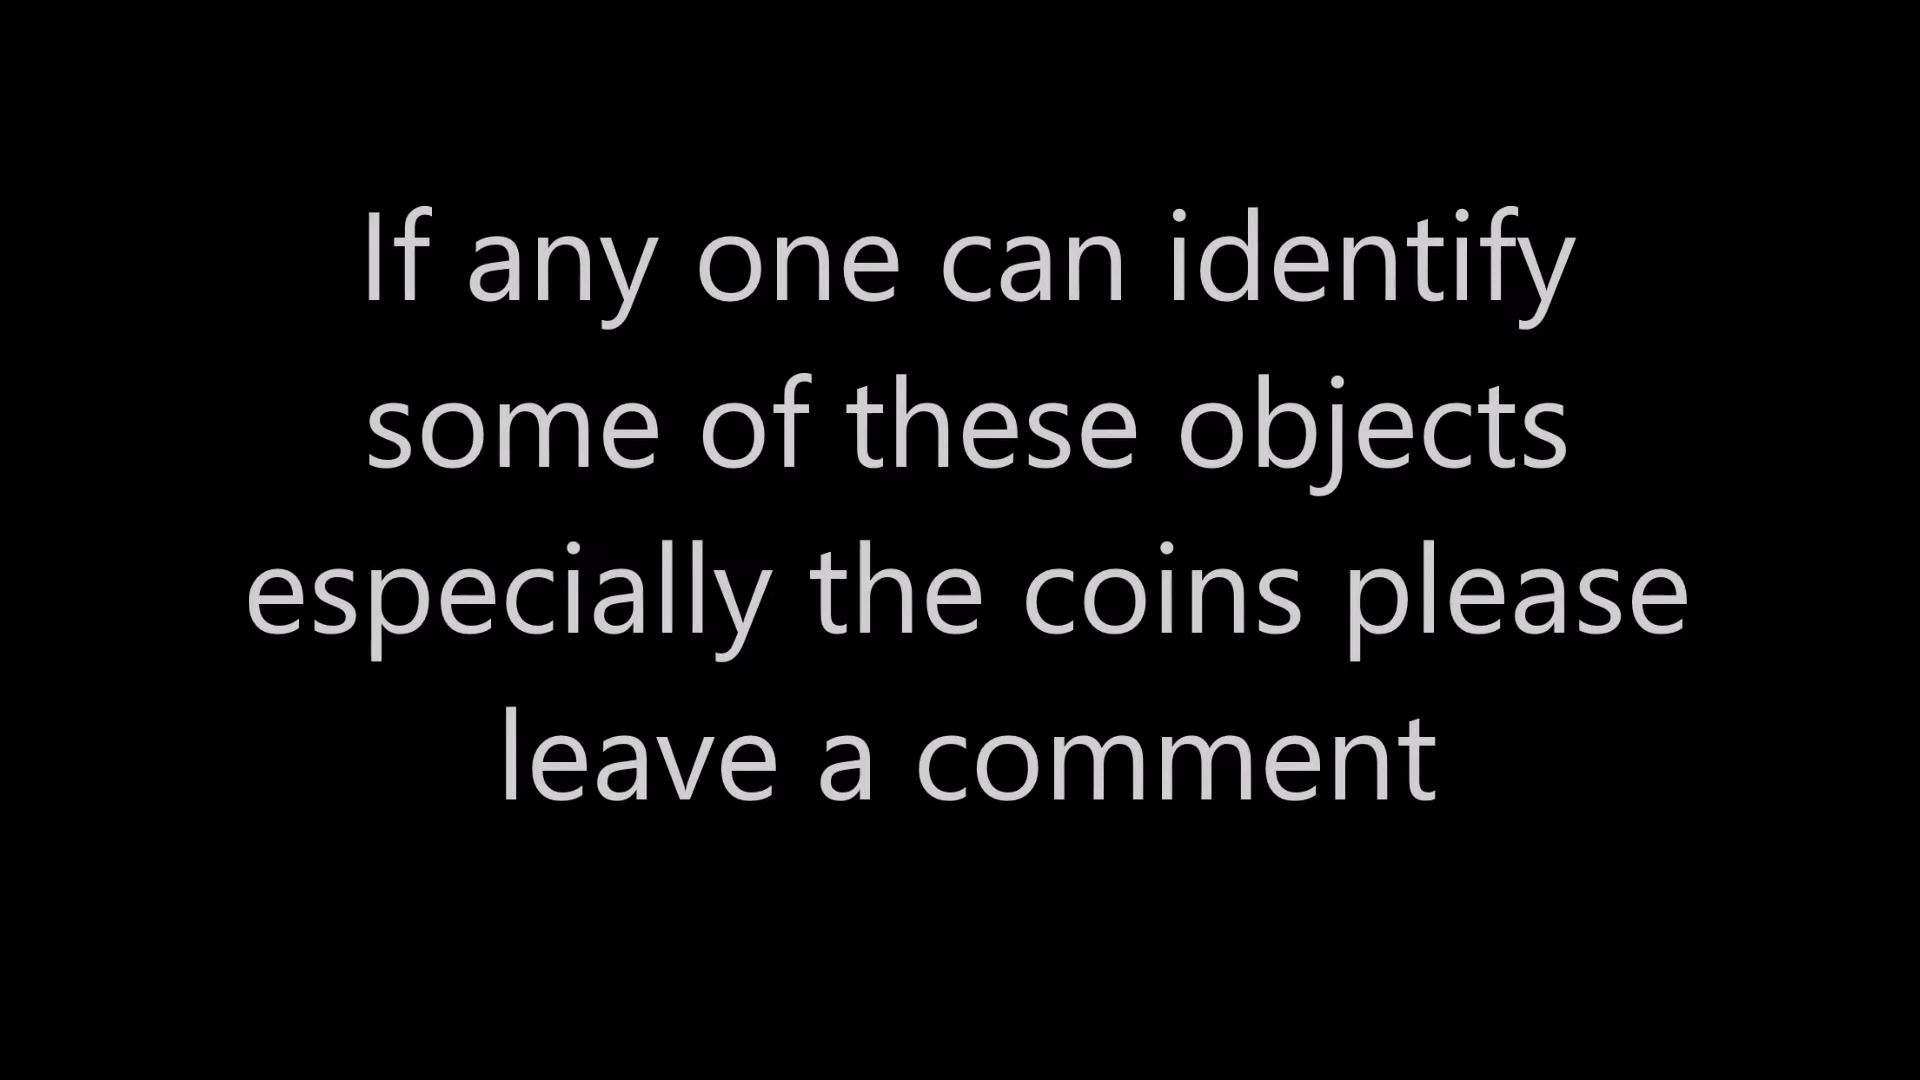 If any one can identify
some of these objects
especially the coins please
leave a comment